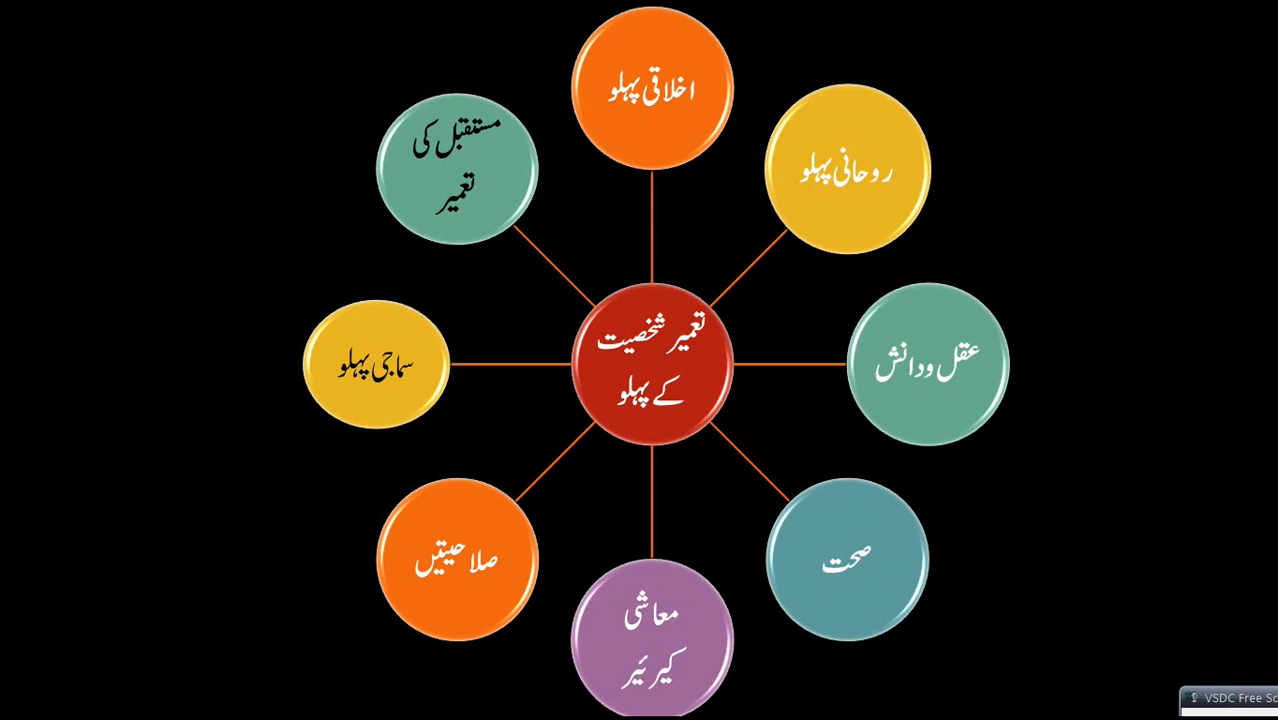 اخلاقی پہلو
روحانی پہلو
عقل و دانش
صحت
معاشی
کیرئیر
صلاحیتیں
سماجی پہلو
مستقبل کی
تعمیر
تعمیر شخصیت
کے پہلو
VSDC Free Sc